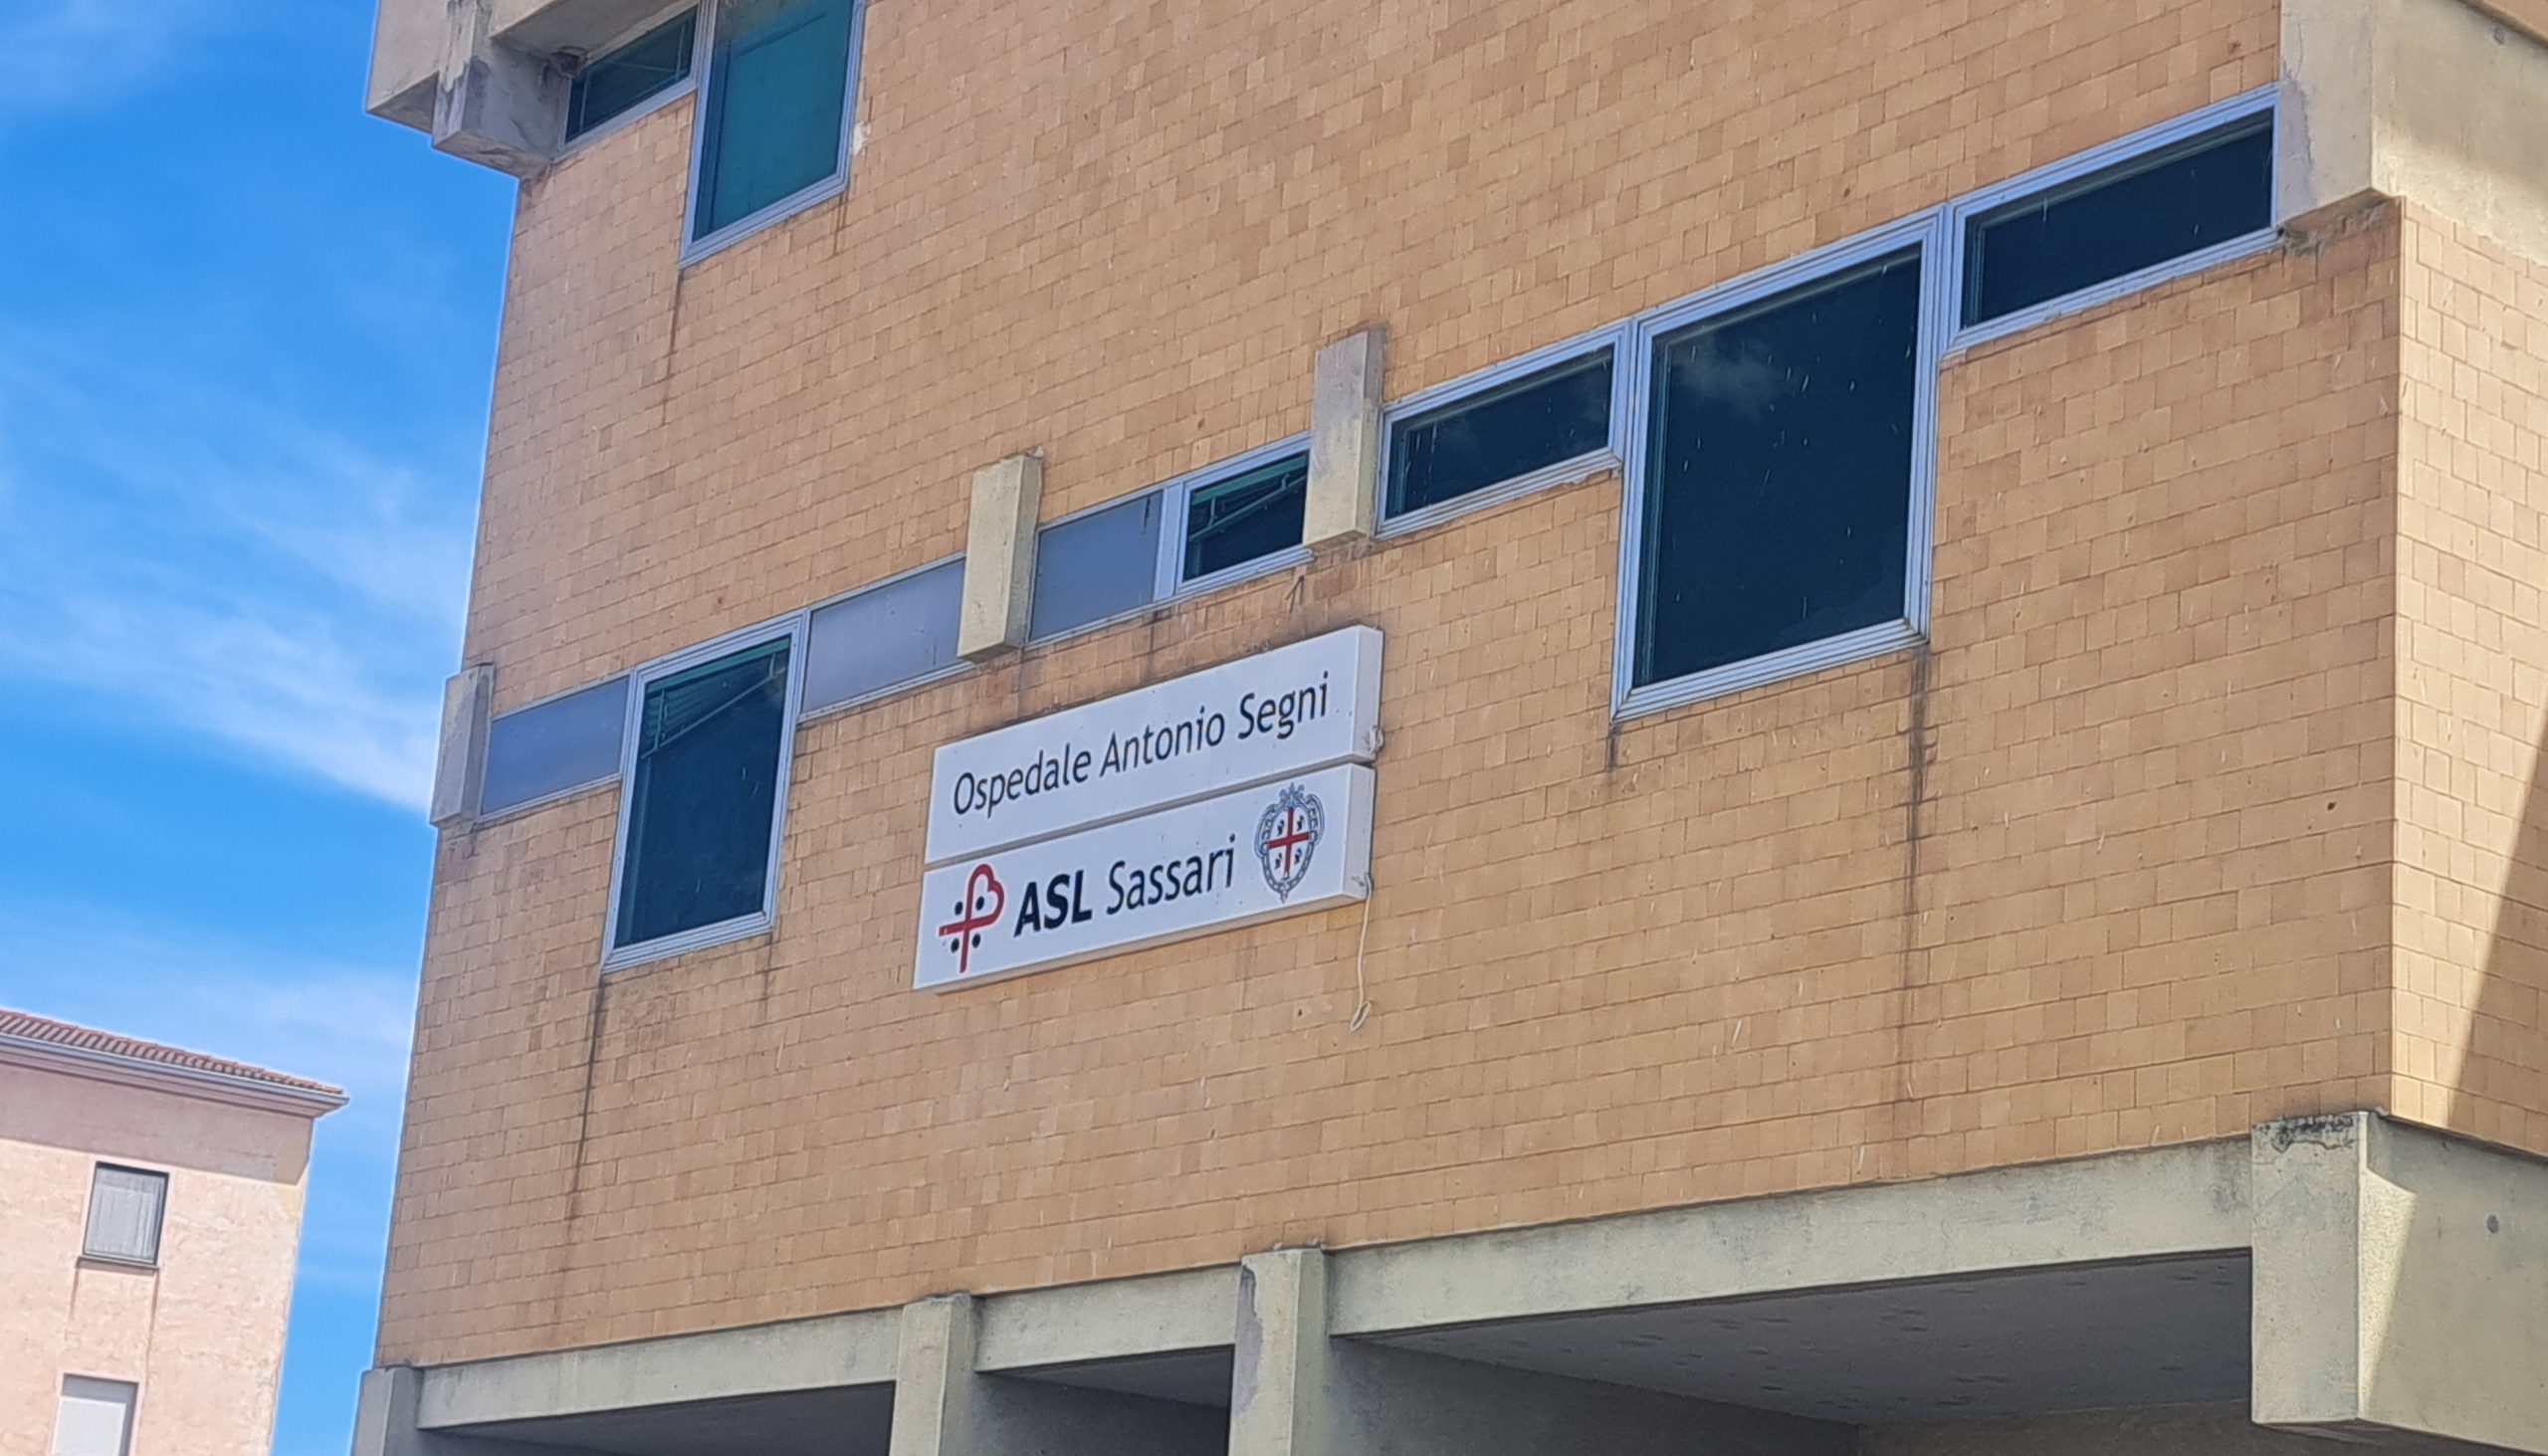 Ospedale Antonio Segni
ASL Sassari